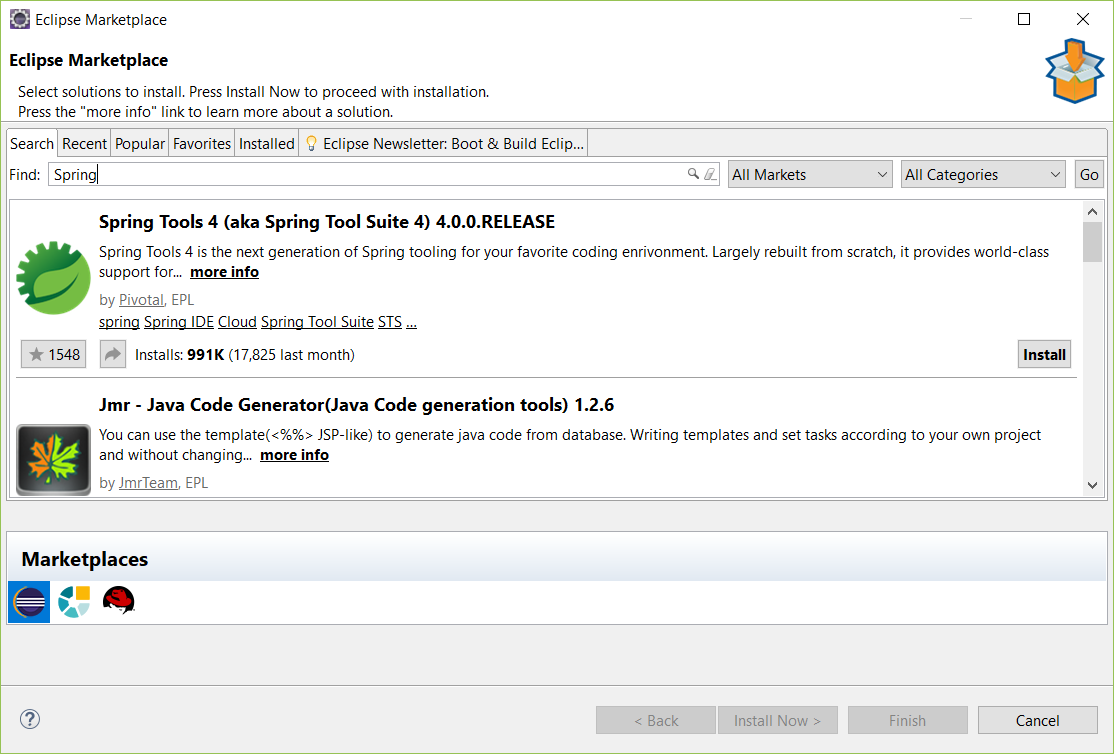 Eclipse Marketplace
Eclipse Marketplace
Select solutions to install. Press Install Now to proceed with installation.
Press the "more info" link to learn more about a solution.
Search Recent Popular Favorites Installed Eclipse Newsletter: Boot & Build Eclip...
Find: Spring All Markets All Categories Go
Spring Tools 4 (aka Spring Tool Suite 4) 4.0.0.RELEASE
Spring Tools 4 is the next generation of Spring tooling for your favorite coding enrivonment. Largely rebuilt from scratch, it provides world-class
support for... more info
by Pivotal, EPL
spring Spring IDE Cloud Spring Tool Suite STS ...
1548 Installs: 991K (17,825 last month) Install
Jmr - Java Code Generator(Java Code generation tools) 1.2.6
You can use the template(<%%> JSP-like) to generate java code from database. Writing templates and set tasks according to your own project
and without changing... more info
by JmrTeam, EPL
Marketplaces
? < Back Install Now > Finish Cancel